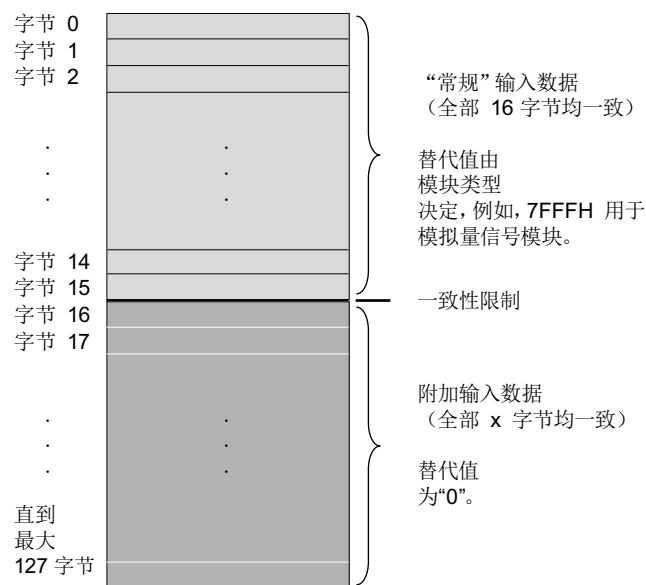 字节 0
字节 1
字节 2
.
.
.
字节 14
字节 15
字节 16
字节 17
.
.
.
直到
最大
127 字节
.
.
.
.
.
.
“常规”输入数据
（全部 16 字节均一致）
替代值由
模块类型
决定，例如，7FFFH 用于
模拟量信号模块。
一致性限制
附加输入数据
（全部 x 字节均一致）
替代值
为“0”。